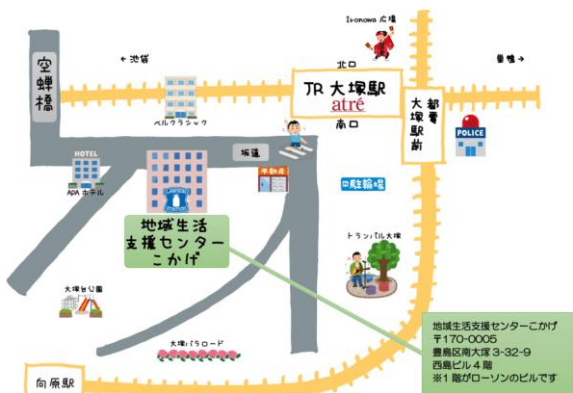 Ironowa 広場
空蝉橋
← 池袋
北口
巣鴨 →
JR 大塚駅
atré
南口
都電
大塚駅前
POLICE
ベルクラシック
坂道
HOTEL
APA ホテル
LAWSON
STATION
不動産
駐輪場
地域生活
支援センター
こかげ
トランパル大塚
大塚台公園
大塚バラロード
向原駅
地域生活支援センターこかげ
〒170-0005
豊島区南大塚 3-32-9
西島ビル 4 階
※1 階がローソンのビルです